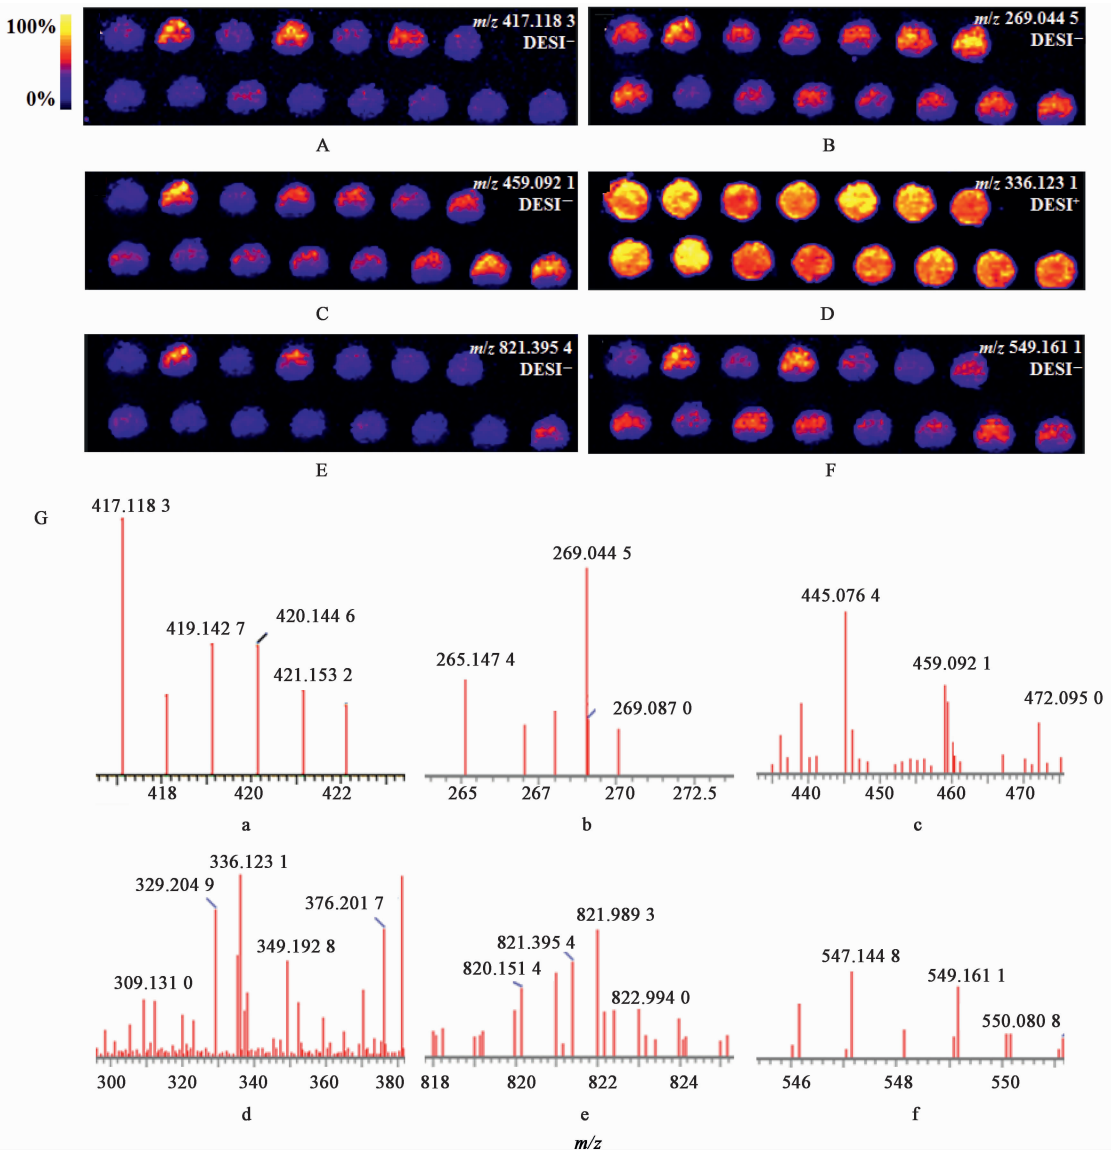 100%
0%
m/z 417.118 3
DESI−
m/z 269.044 5
DESI−
A
B
m/z 459.092 1
DESI−
m/z 336.123 1
DESI+
C
D
m/z 821.395 4
DESI−
m/z 549.161 1
DESI−
E
F
G
417.118 3
419.142 7
420.144 6
421.153 2
418
420
422
a
269.044 5
265.147 4
269.087 0
265
267
270
272.5
b
445.076 4
459.092 1
472.095 0
440
450
460
470
c
336.123 1
329.204 9
376.201 7
349.192 8
309.131 0
300
320
340
360
380
d
821.989 3
821.395 4
820.151 4
822.994 0
818
820
822
824
e
547.144 8
549.161 1
550.080 8
546
548
550
f
m/z